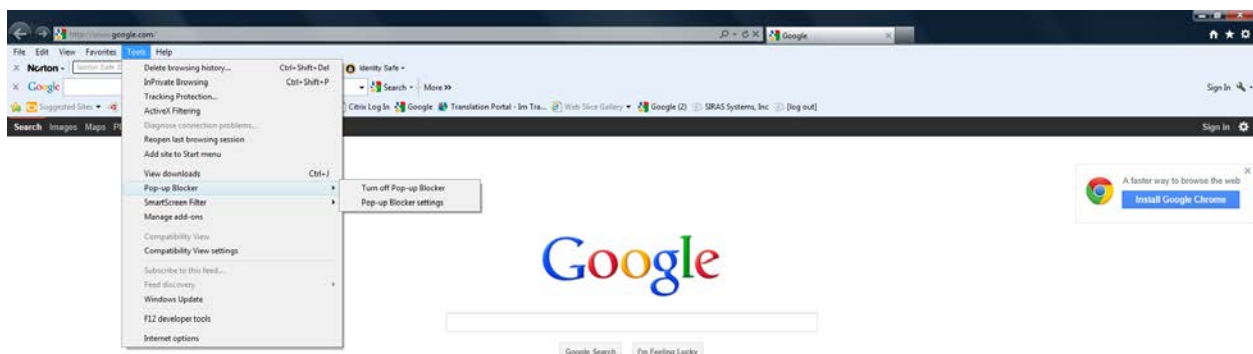 http://www.google.com/
Google
File Edit View Favorites Tools Help
Norton Norton Safe
Identity Safe
Google
Search More »
Sign In
Suggested Sites
Citrix Log In Google Translation Portal - Im Tra... Web Slice Gallery Google (2) SIRAS Systems, Inc [log out]
Search Images Maps
Sign in
Delete browsing history... Ctrl+Shift+Del
InPrivate Browsing Ctrl+Shift+P
Tracking Protection...
ActiveX Filtering
Diagnose connection problems...
Reopen last browsing session
Add site to Start menu
View downloads Ctrl+J
Pop-up Blocker
SmartScreen Filter
Manage add-ons
Compatibility View
Compatibility View settings
Subscribe to this feed...
Feed discovery
Windows Update
F12 developer tools
Internet options
Turn off Pop-up Blocker
Pop-up Blocker settings
A faster way to browse the web
Install Google Chrome
Google
Google Search I'm Feeling Lucky